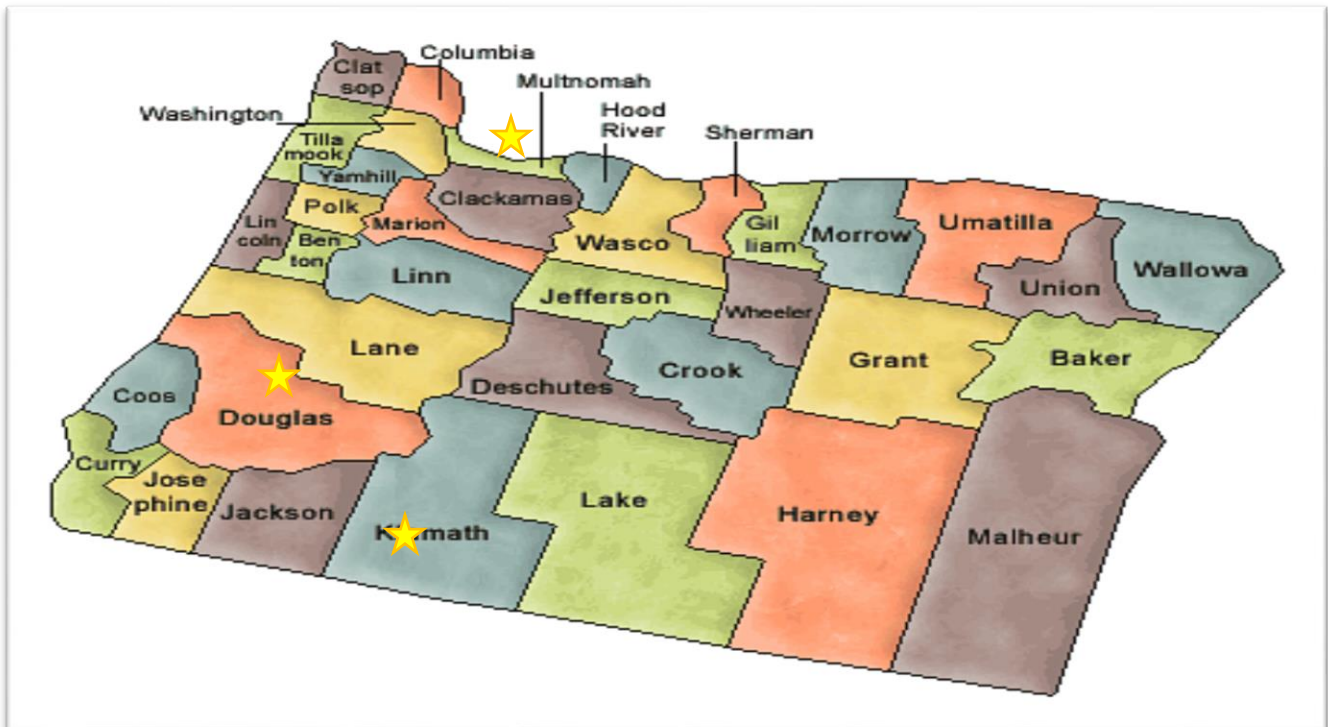 Columbia
Clat
sop
Multnomah
Washington
Hood
River
Sherman
Tilla
mook
Yamhill
Clackamas
Polk
Marion
Lin
coln
Ben
ton
Wasco
Gil
liam
Morrow
Umatilla
Wallowa
Union
Linn
Jefferson
Wheeler
Lane
Crook
Grant
Baker
Deschutes
Coos
Douglas
Curry
Jose
phine
Jackson
Lake
Harney
Malheur